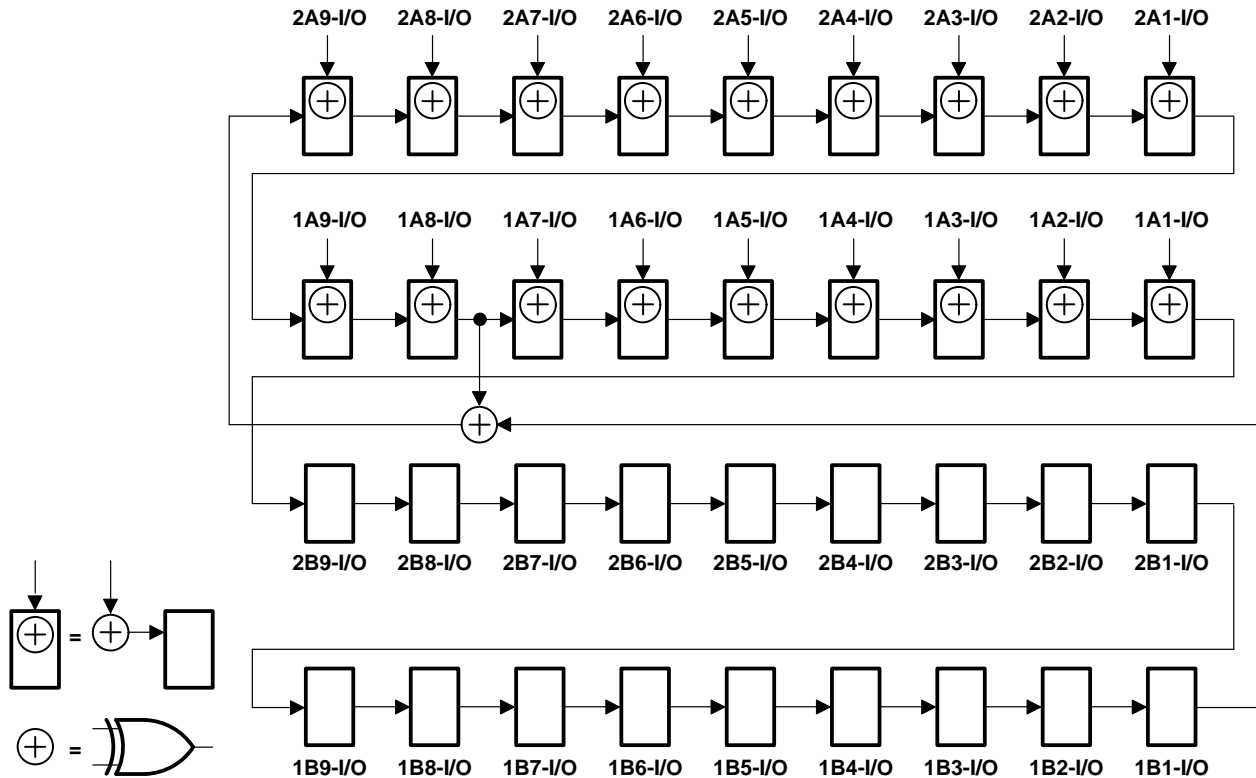 2A9-I/O 2A8-I/O 2A7-I/O 2A6-I/O 2A5-I/O 2A4-I/O 2A3-I/O 2A2-I/O 2A1-I/O
1A9-I/O 1A8-I/O 1A7-I/O 1A6-I/O 1A5-I/O 1A4-I/O 1A3-I/O 1A2-I/O 1A1-I/O
2B9-I/O 2B8-I/O 2B7-I/O 2B6-I/O 2B5-I/O 2B4-I/O 2B3-I/O 2B2-I/O 2B1-I/O
=
=
1B9-I/O 1B8-I/O 1B7-I/O 1B6-I/O 1B5-I/O 1B4-I/O 1B3-I/O 1B2-I/O 1B1-I/O